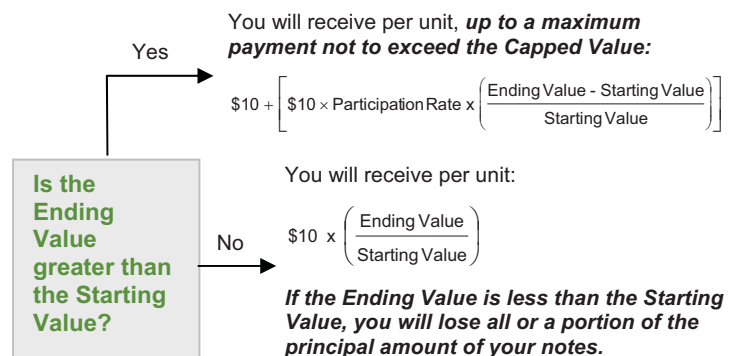 You will receive per unit, up to a maximum
payment not to exceed the Capped Value:
Yes
$10 + [ $10 × Participation Rate x ( Ending Value - Starting Value / Starting Value ) ]
Is the
Ending
Value
greater than
the Starting
Value?
No
You will receive per unit:
$10 x ( Ending Value / Starting Value )
If the Ending Value is less than the Starting
Value, you will lose all or a portion of the
principal amount of your notes.